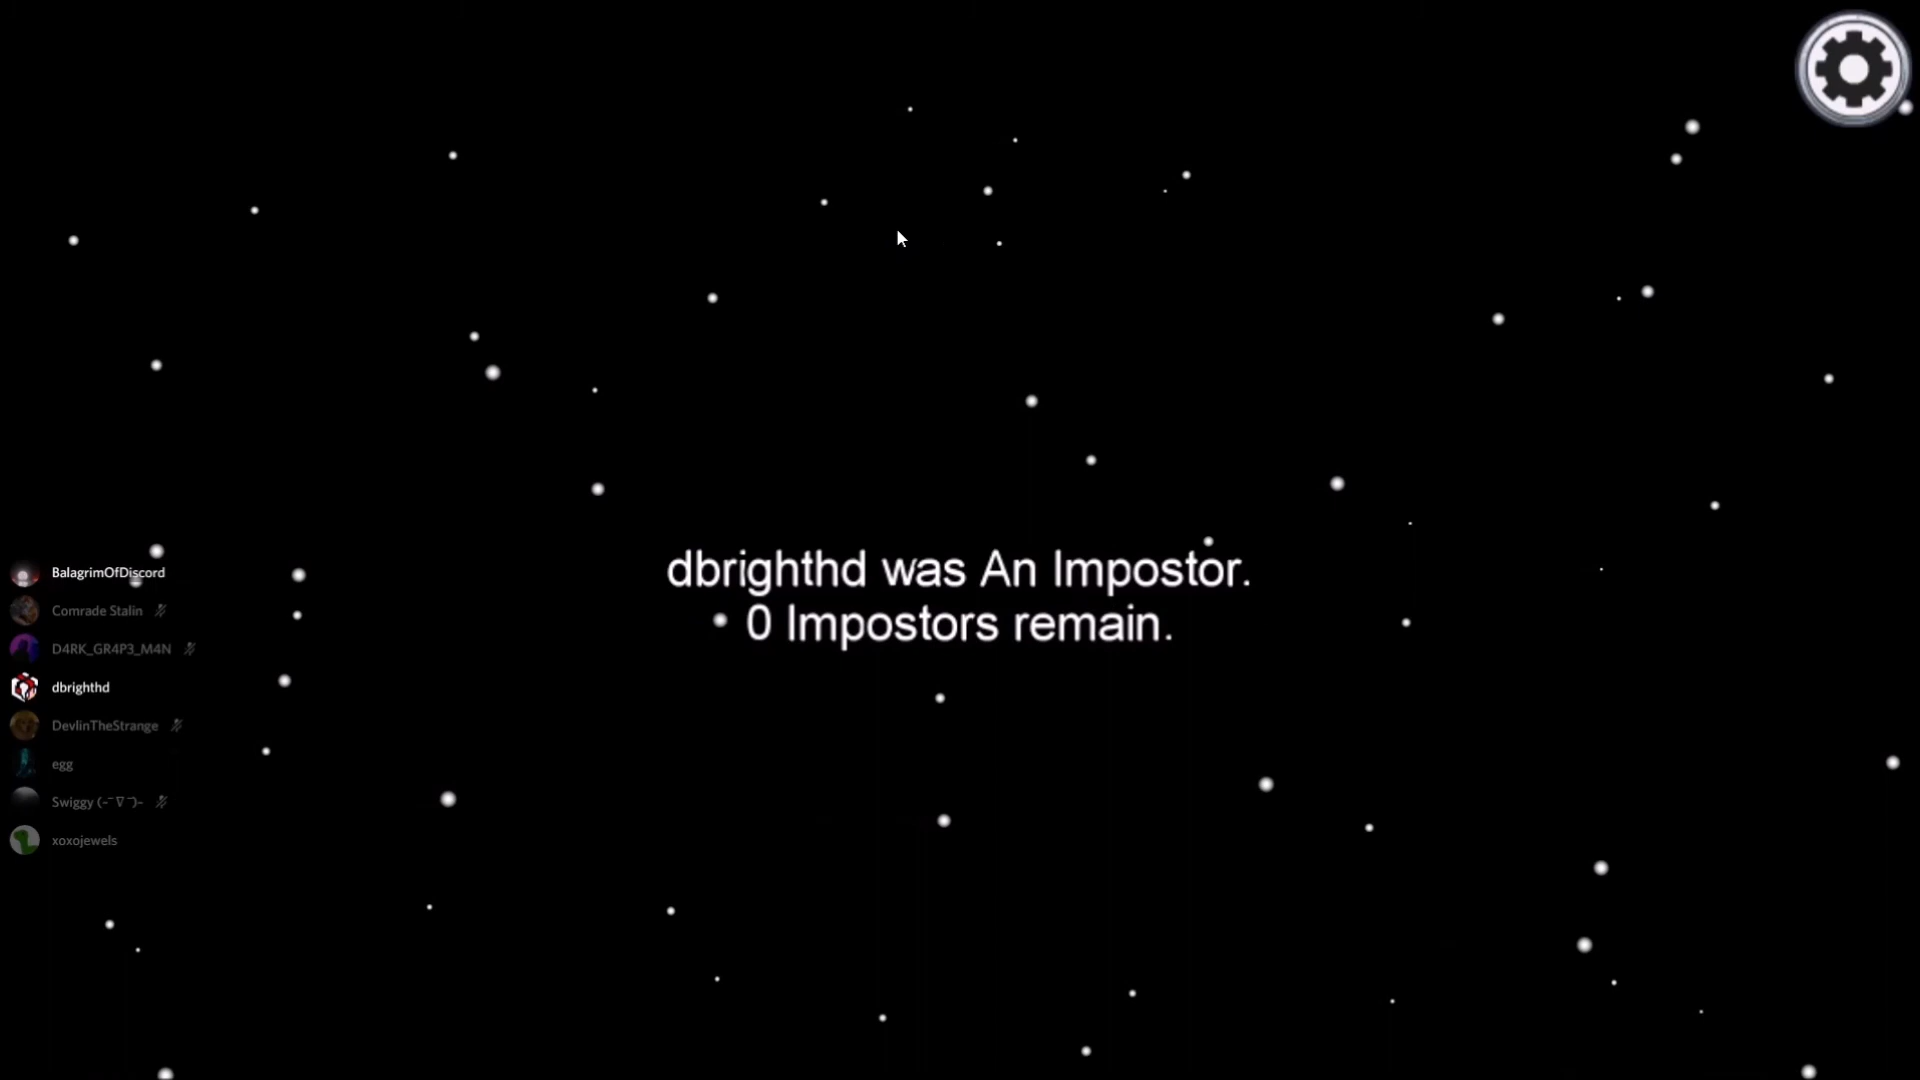 dbrighthd was An Impostor.
0 Impostors remain.
BalagrimOfDiscord
Comrade Stalin
D4RK_GR4P3_M4N
dbrighthd
DevlinTheStrange
egg
Swiggy (-¯∇¯)-
xoxojewels